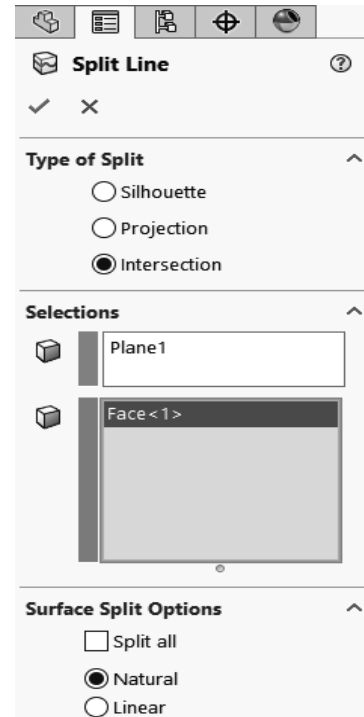 Split Line
Type of Split
Silhouette
Projection
Intersection
Selections
Plane1
Face<1>
Surface Split Options
Split all
Natural
Linear